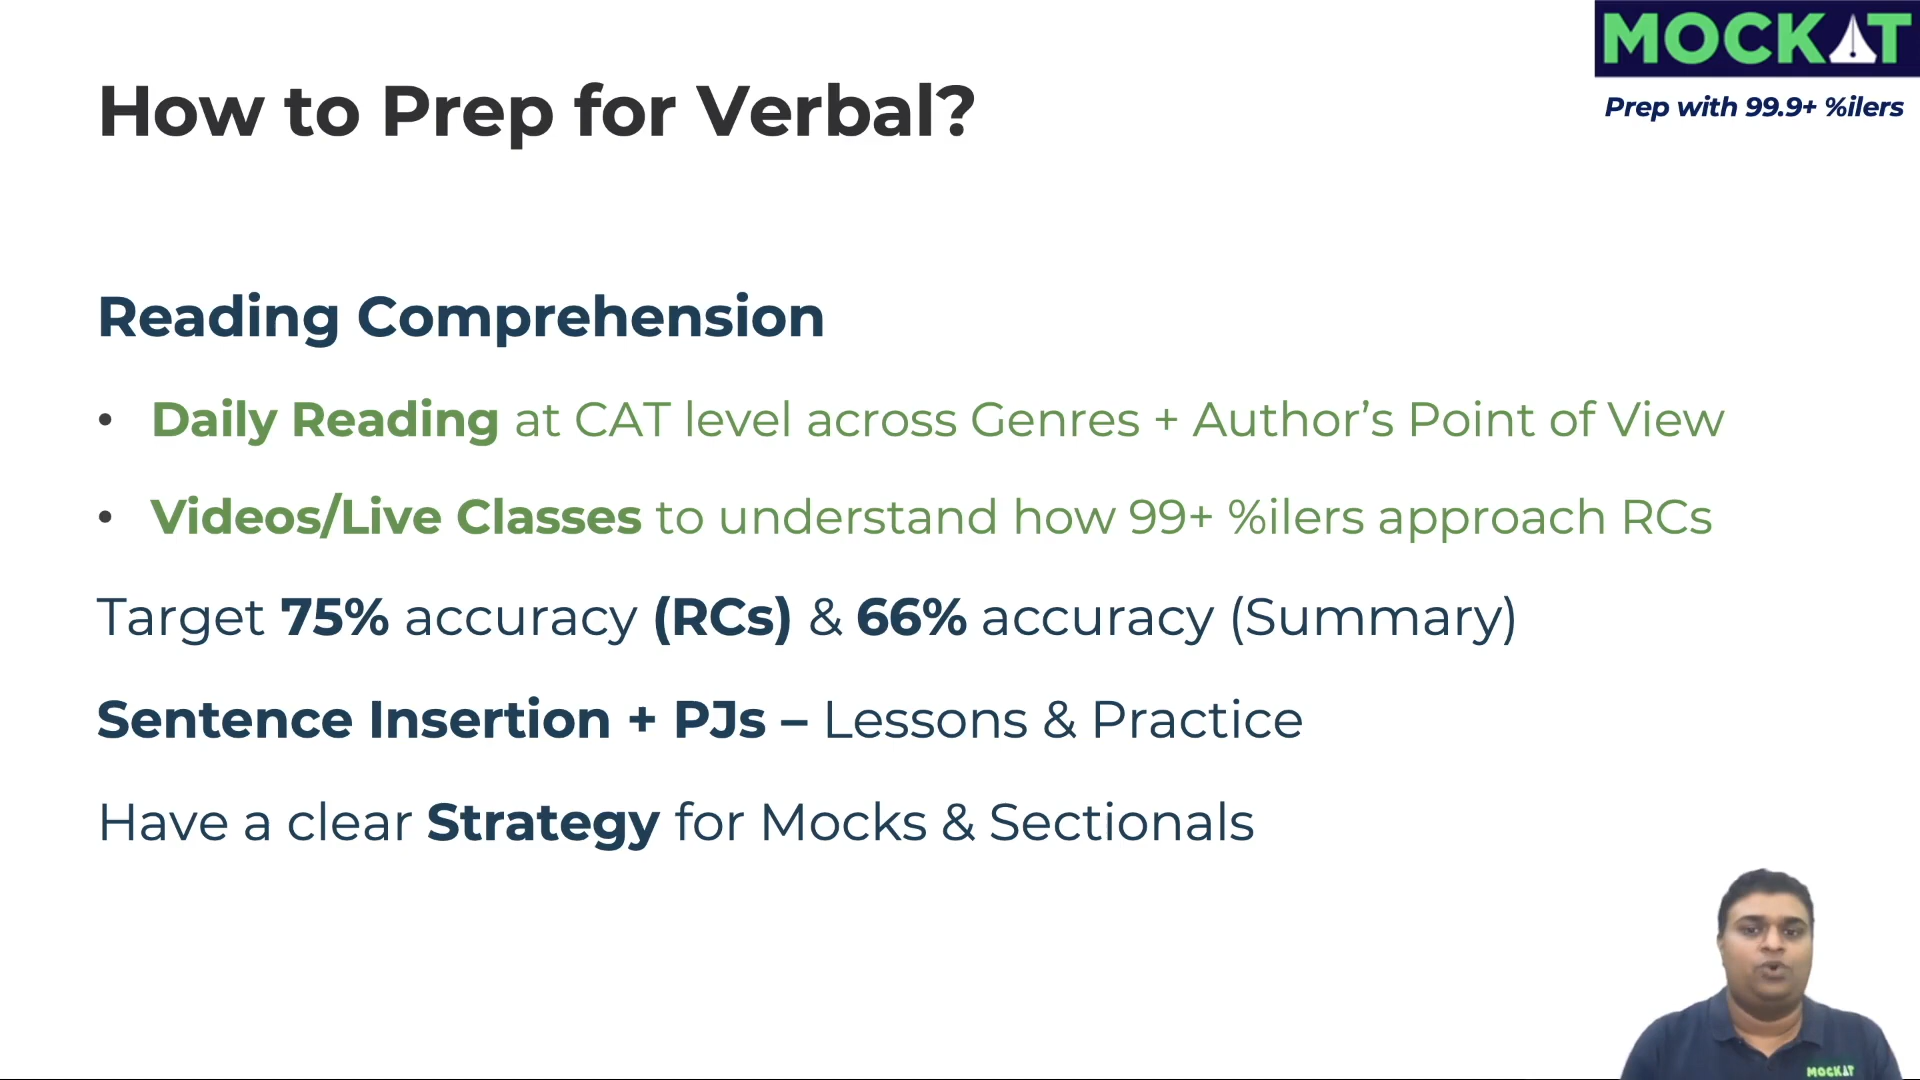 MOCKAT
Prep with 99.9+ %ilers
How to Prep for Verbal?
Reading Comprehension
• Daily Reading at CAT level across Genres + Author’s Point of View
• Videos/Live Classes to understand how 99+ %ilers approach RCs
Target 75% accuracy (RCs) & 66% accuracy (Summary)
Sentence Insertion + PJs – Lessons & Practice
Have a clear Strategy for Mocks & Sectionals
MOCKAT